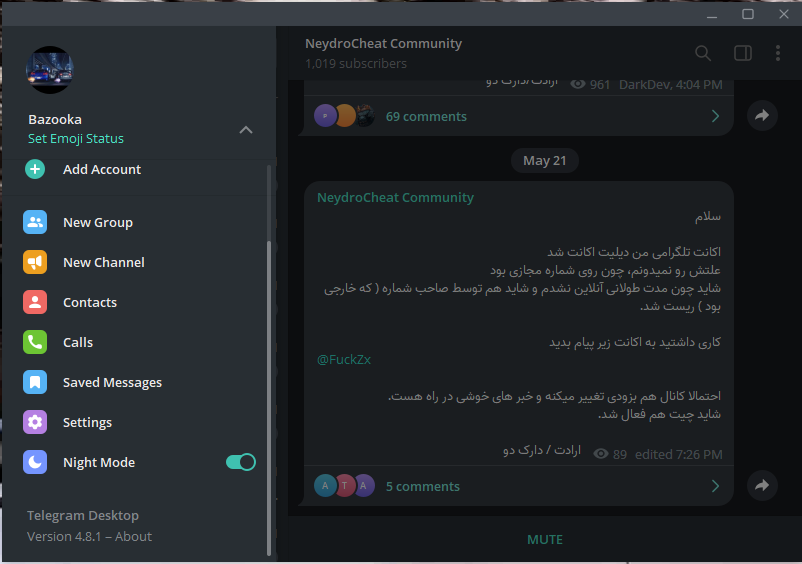 Bazooka
Set Emoji Status
Add Account
New Group
New Channel
Contacts
Calls
Saved Messages
Settings
Night Mode
Telegram Desktop
Version 4.8.1 – About
NeydroCheat Community
1,019 subscribers
ارادت/دارک دو
961 DarkDev, 4:04 PM
P
69 comments
May 21
NeydroCheat Community
سلام
اکانت تلگرامی من دیلیت اکانت شد
علتش رو نمیدونم، چون روی شماره مجازی بود
شاید چون مدت طولانی آنلاین نشدم و شاید هم توسط صاحب شماره ( که خارجی
بود ) ریست شد.
کاری داشتید به اکانت زیر پیام بدید
@FuckZx
احتمالا کانال هم بزودی تغییر میکنه و خبر های خوشی در راه هست.
شاید چیت هم فعال شد.
ارادت / دارک دو
89 edited 7:26 PM
A T A
5 comments
MUTE